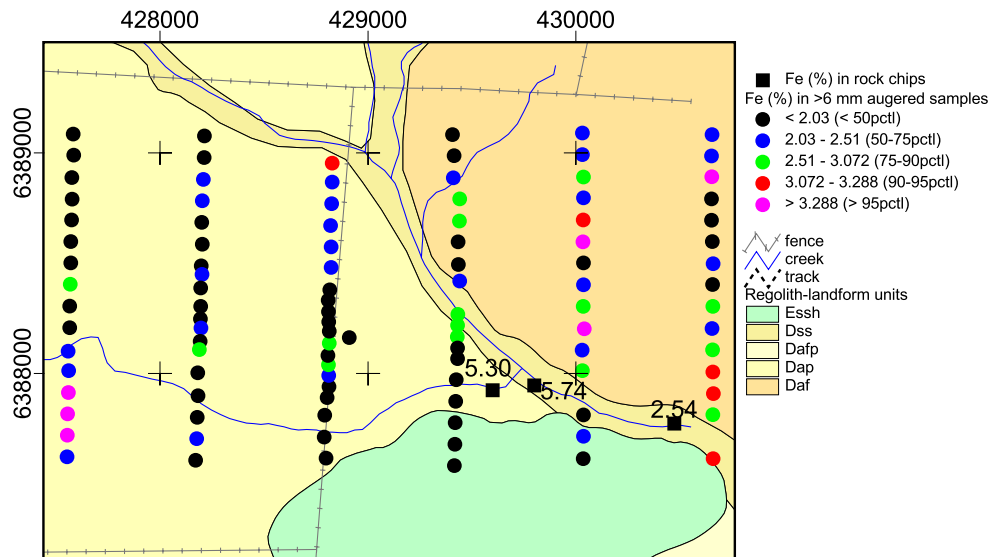 428000 429000 430000
6389000
6388000
5.30
5.74
2.54
Fe (%) in rock chips
Fe (%) in >6 mm augered samples
< 2.03 (< 50pctl)
2.03 - 2.51 (50-75pctl)
2.51 - 3.072 (75-90pctl)
3.072 - 3.288 (90-95pctl)
> 3.288 (> 95pctl)
fence
creek
track
Regolith-landform units
Essh
Dss
Dafp
Dap
Daf